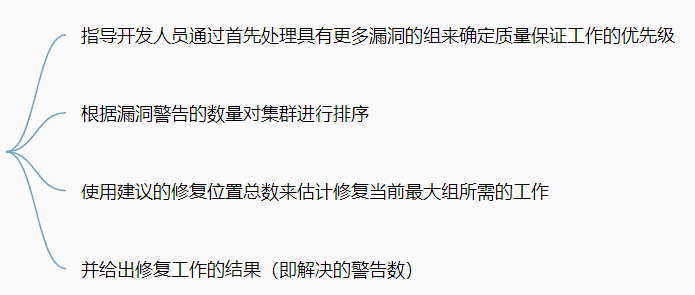 指导开发人员通过首先处理具有更多漏洞的组来确定质量保证工作的优先级
根据漏洞警告的数量对集群进行排序
使用建议的修复位置总数来估计修复当前最大组所需的工作
并给出修复工作的结果（即解决的警告数）